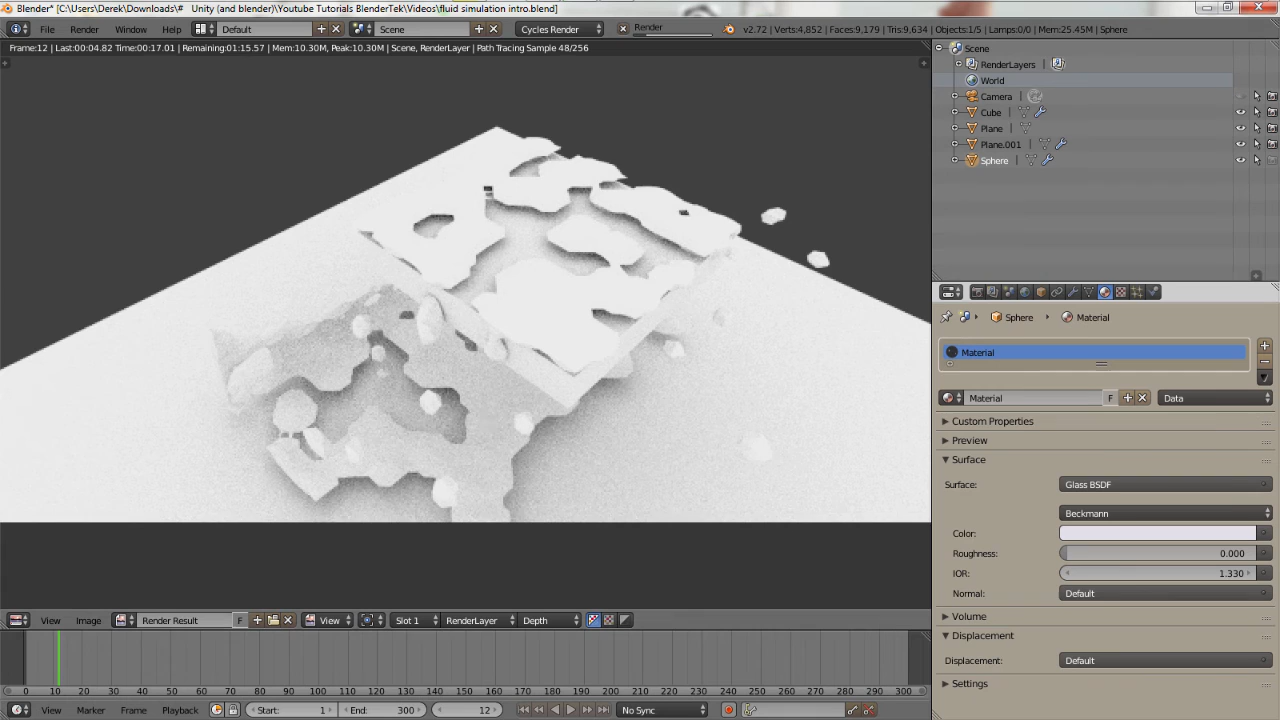 Blender* [C:\Users\Derek\Downloads\# Unity (and blender)\Youtube Tutorials BlenderTek\Videos\fluid simulation intro.blend]
File Render Window Help Default Scene Cycles Render Render v2.72 | Verts:4,852 | Faces:9,179 | Tris:9,634 | Objects:1/5 | Lamps:0/0 | Mem:25.45M | Sphere
Frame:12 | Last:00:04.82 Time:00:17.01 | Remaining:01:15.57 | Mem:10.30M, Peak:10.30M | Scene, RenderLayer | Path Tracing Sample 48/256
Scene
RenderLayers
World
Camera
Cube
Plane
Plane.001
Sphere
Sphere Material
Material
Material F Data
Custom Properties
Preview
Surface
Surface: Glass BSDF
Beckmann
Color:
Roughness: 0.000
IOR: 1.330
Normal: Default
Volume
Displacement
Displacement: Default
Settings
View Image Render Result F View Slot 1 RenderLayer Depth
0 10 20 30 40 50 60 70 80 90 100 110 120 130 140 150 160 170 180 190 200 210 220 230 240 250 260 270 280 290 300
View Marker Frame Playback Start: 1 End: 300 12 No Sync